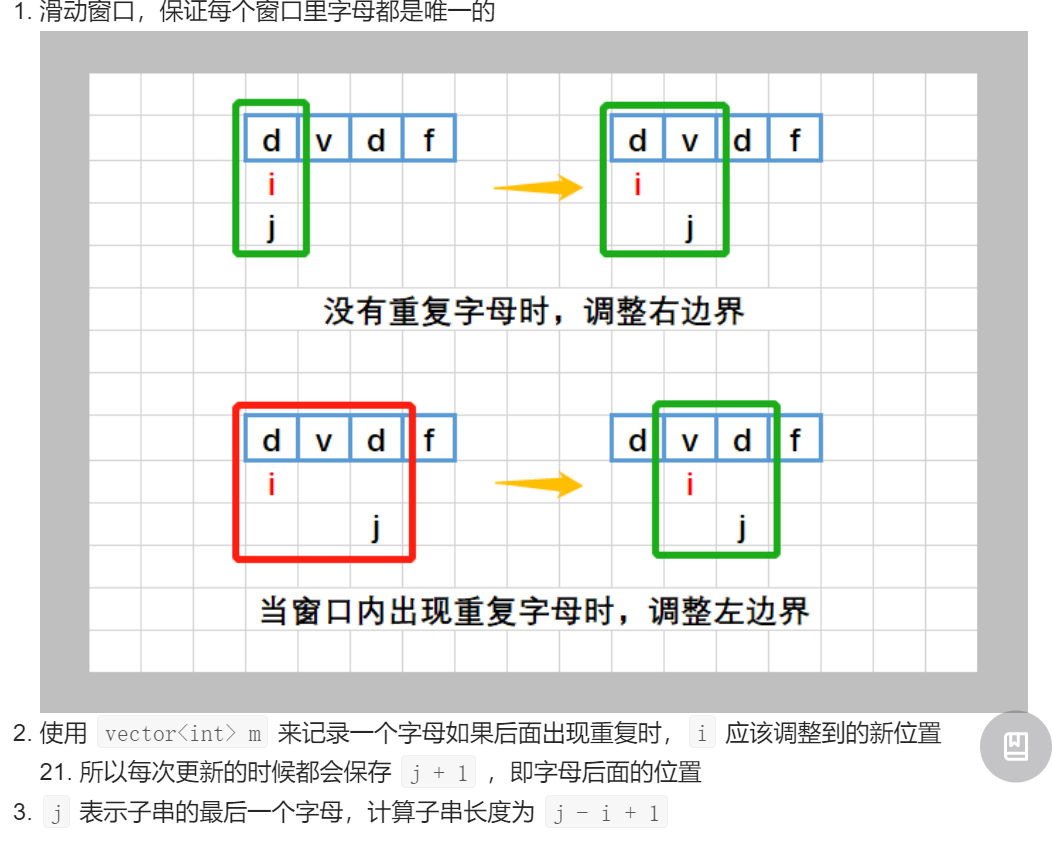 1. 滑动窗口，保证每个窗口里字母都是唯一的
d v d f d v d f
i i
j j
没有重复字母时，调整右边界
d v d f d v d f
i i
j j
当窗口内出现重复字母时，调整左边界
2. 使用 vector<int> m 来记录一个字母如果后面出现重复时， i 应该调整到的新位置
21. 所以每次更新的时候都会保存 j + 1 ，即字母后面的位置
3. j 表示子串的最后一个字母，计算子串长度为 j - i + 1